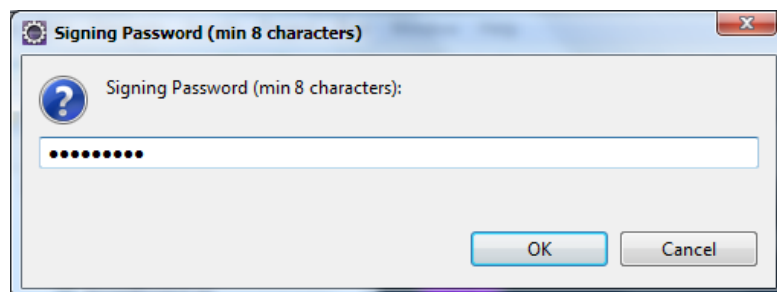 Signing Password (min 8 characters)
Signing Password (min 8 characters):
•••••••••
OK
Cancel